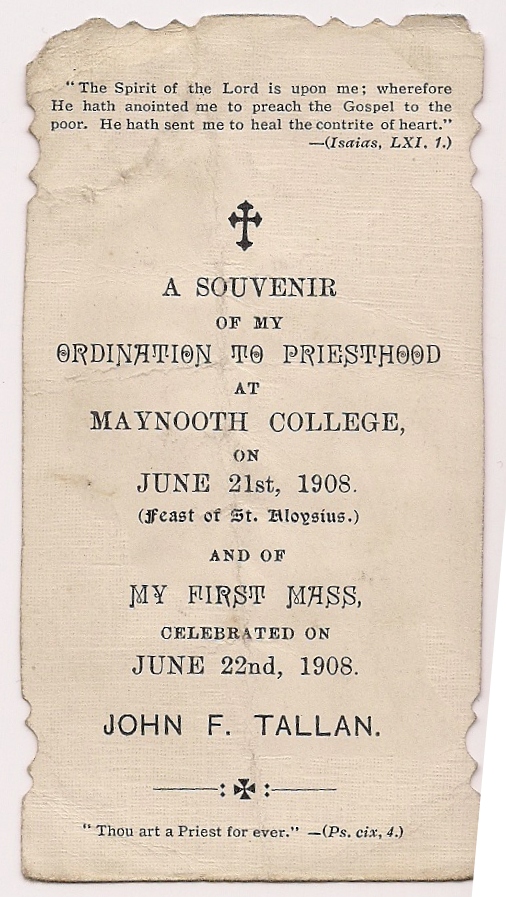 "The Spirit of the Lord is upon me; wherefore
He hath anointed me to preach the Gospel to the
poor. He hath sent me to heal the contrite of heart."
—(Isaias, LXI. 1.)
A SOUVENIR
OF MY
ORDINATION TO PRIESTHOOD
AT
MAYNOOTH COLLEGE,
ON
JUNE 21st, 1908.
(Feast of St. Aloysius.)
AND OF
MY FIRST MASS,
CELEBRATED ON
JUNE 22nd, 1908.
JOHN F. TALLAN.
"Thou art a Priest for ever." —(Ps. cix, 4.)